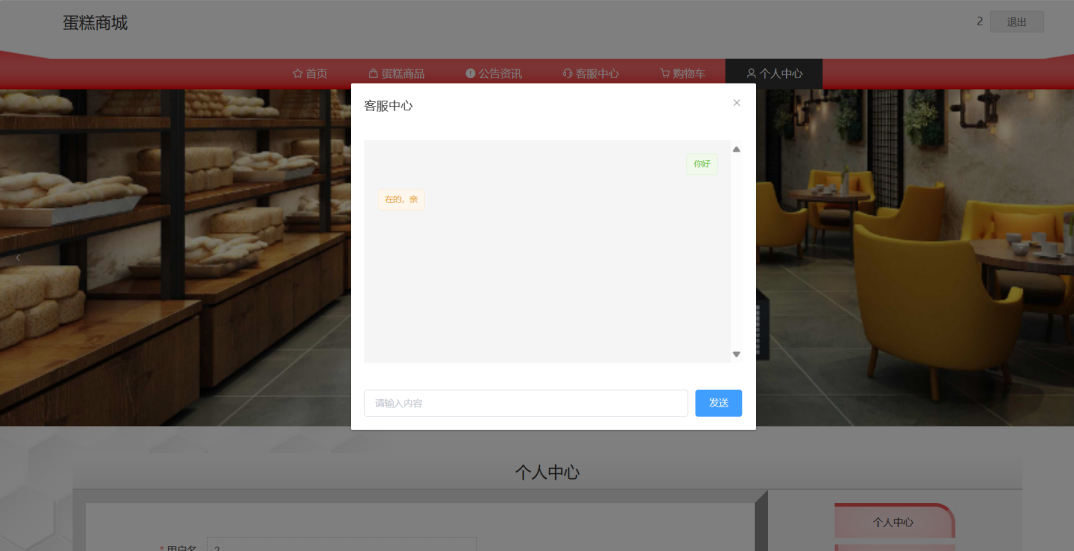 蛋糕商城
2 退出
首页 蛋糕商品 公告资讯 客服中心 购物车 个人中心
客服中心
你好
在的，亲
请输入内容 发送
个人中心
个人中心
* 用户名 2